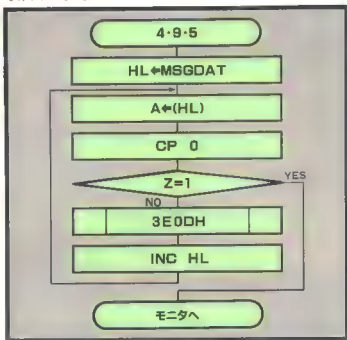 4・9・5
HL←MSGDAT
A←(HL)
CP 0
Z=1
YES
NO
3E0DH
INC HL
モニタへ